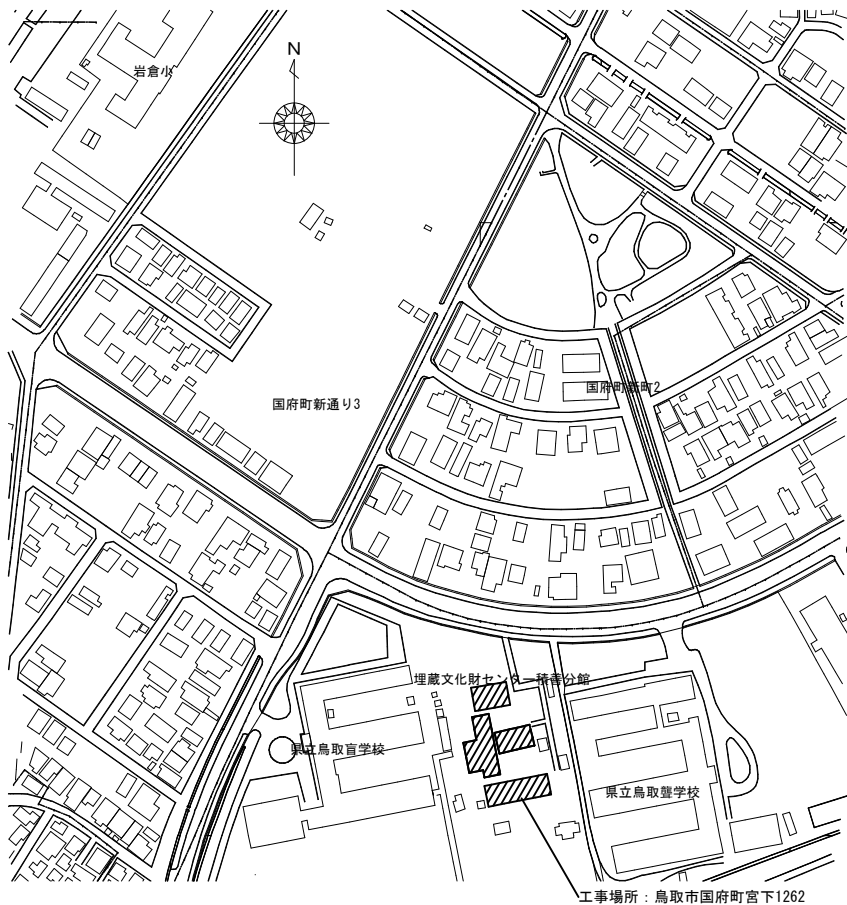 岩倉小
N
国府町新町2
国府町新通り3
埋蔵文化財センター積善分館
県立鳥取盲学校
県立鳥取聾学校
工事場所：鳥取市国府町宮下1262